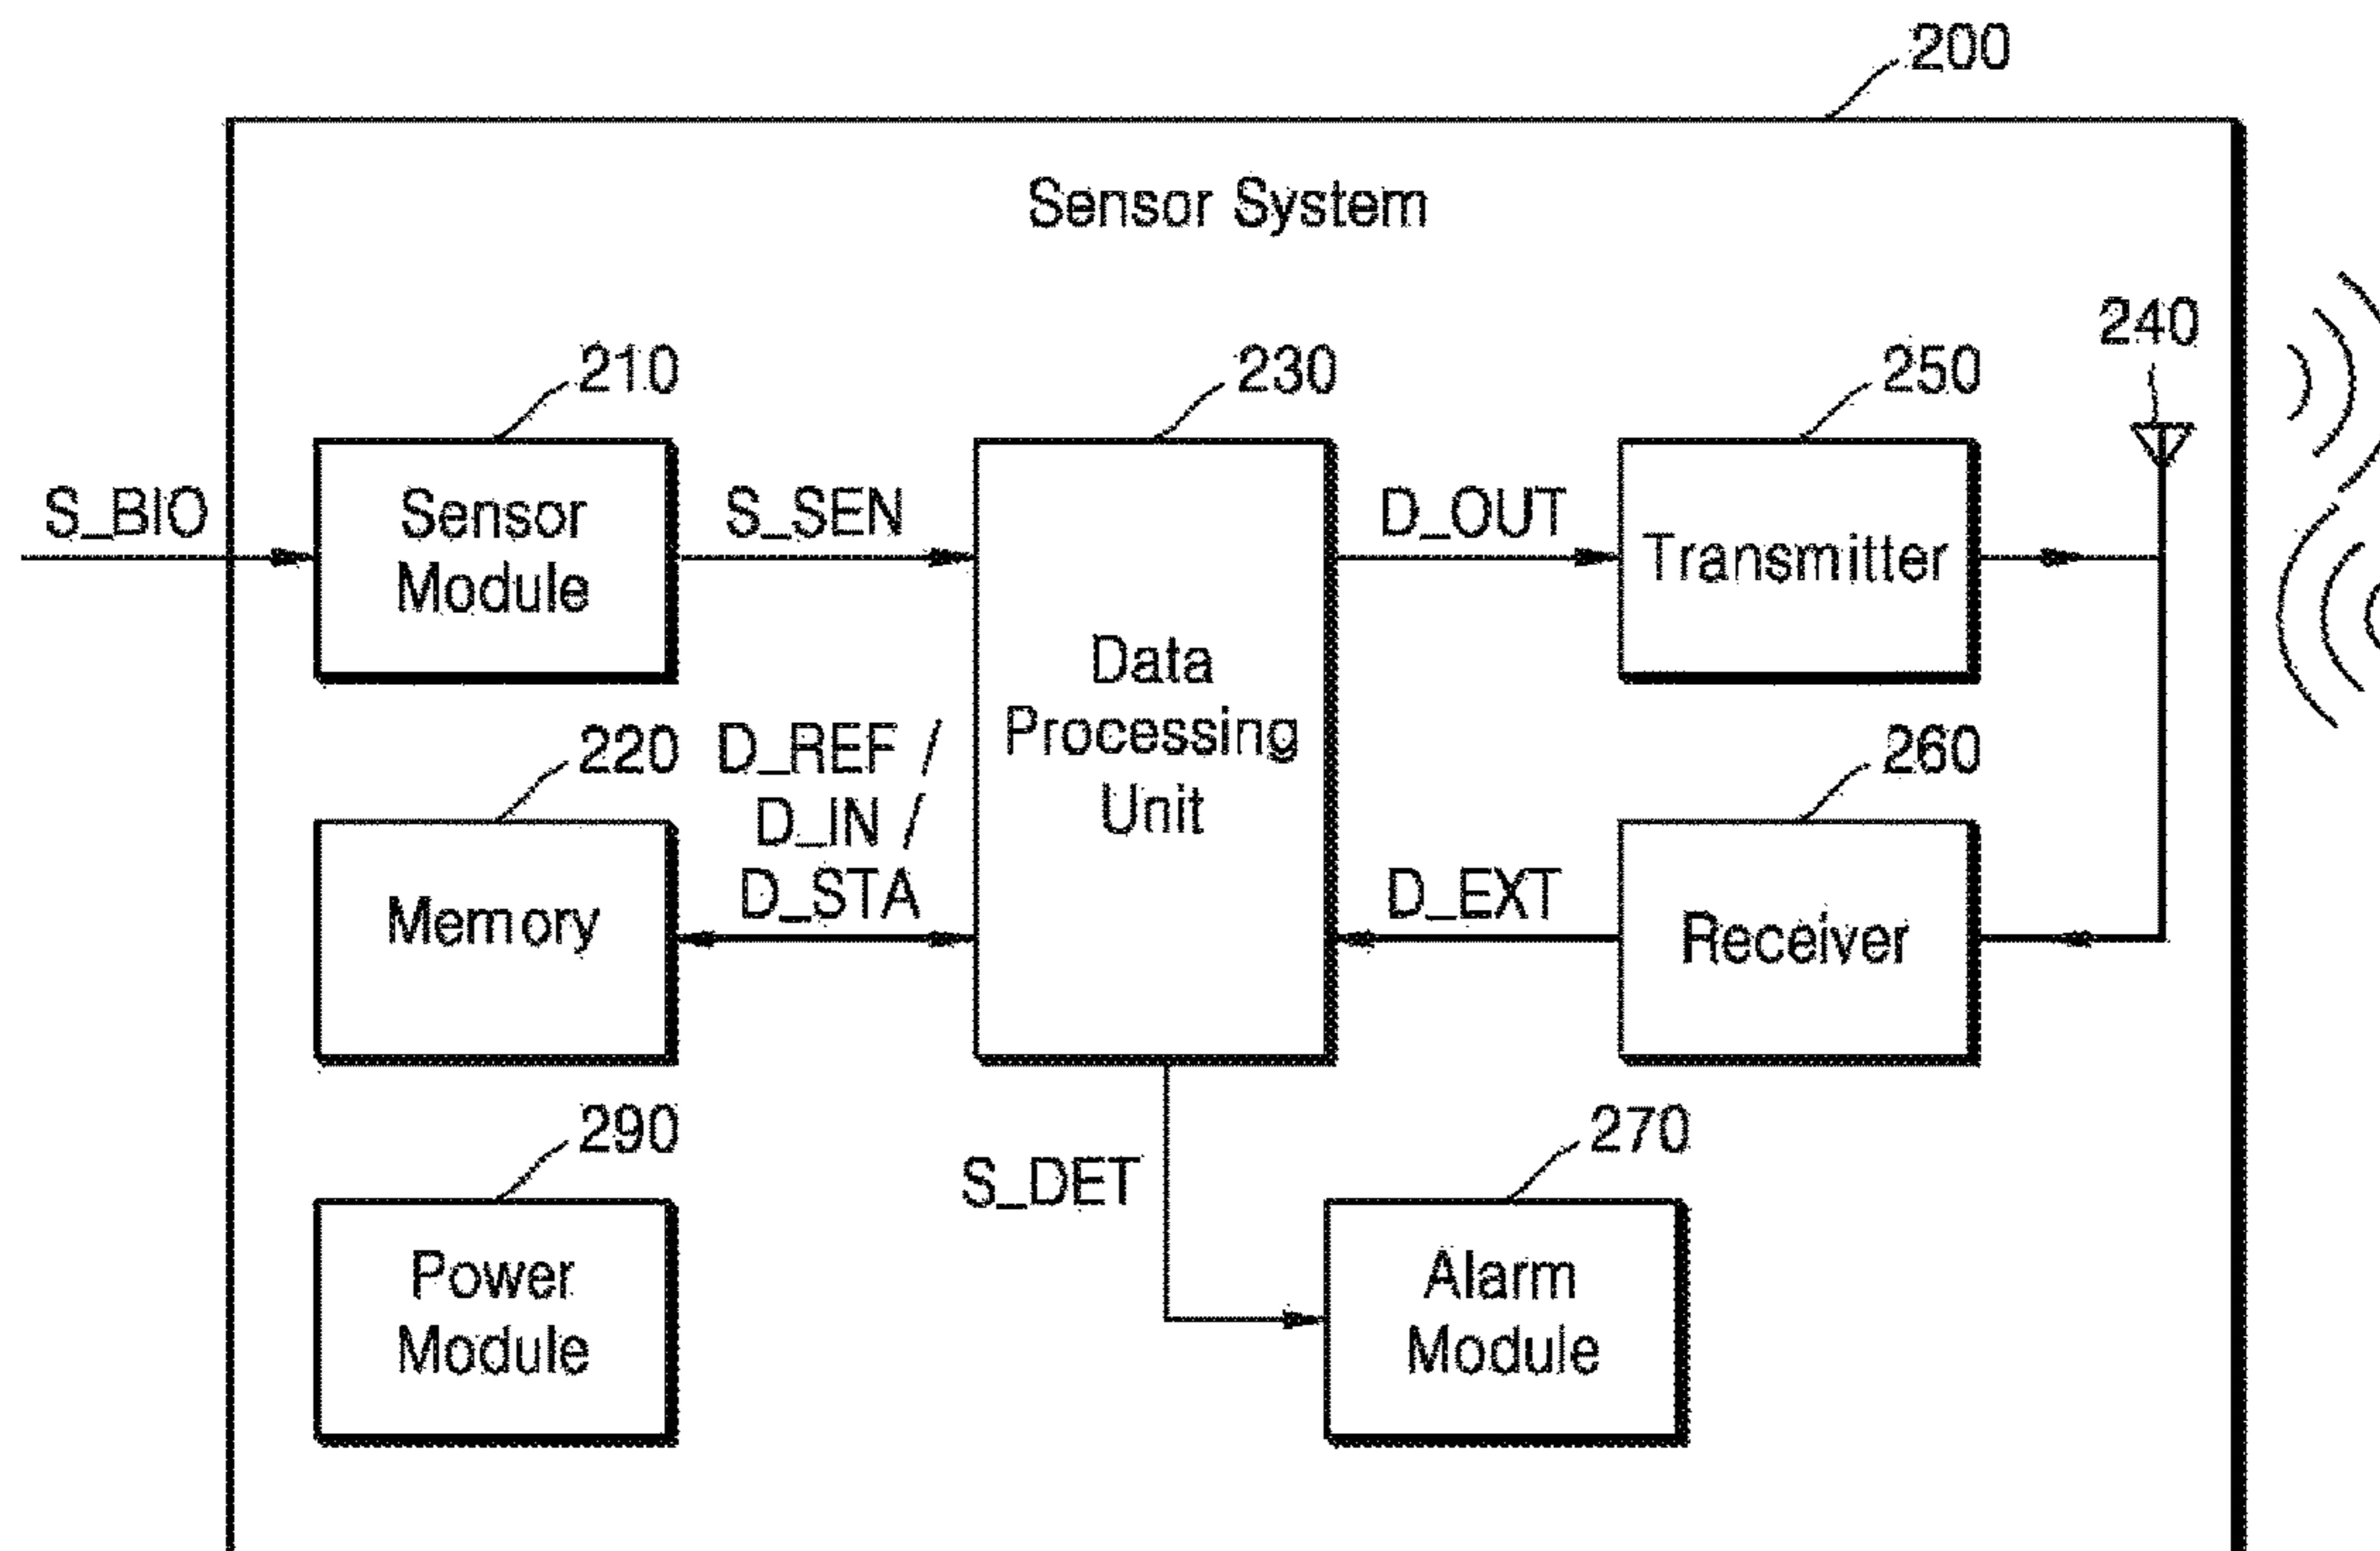 200
Sensor System
240
210
230
250
S_BIO
Sensor
Module
S_SEN
D_OUT
Transmitter
Data
Processing
Unit
220
D_REF /
D_IN /
D_STA
Memory
260
D_EXT
Receiver
290
Power
Module
S_DET
270
Alarm
Module